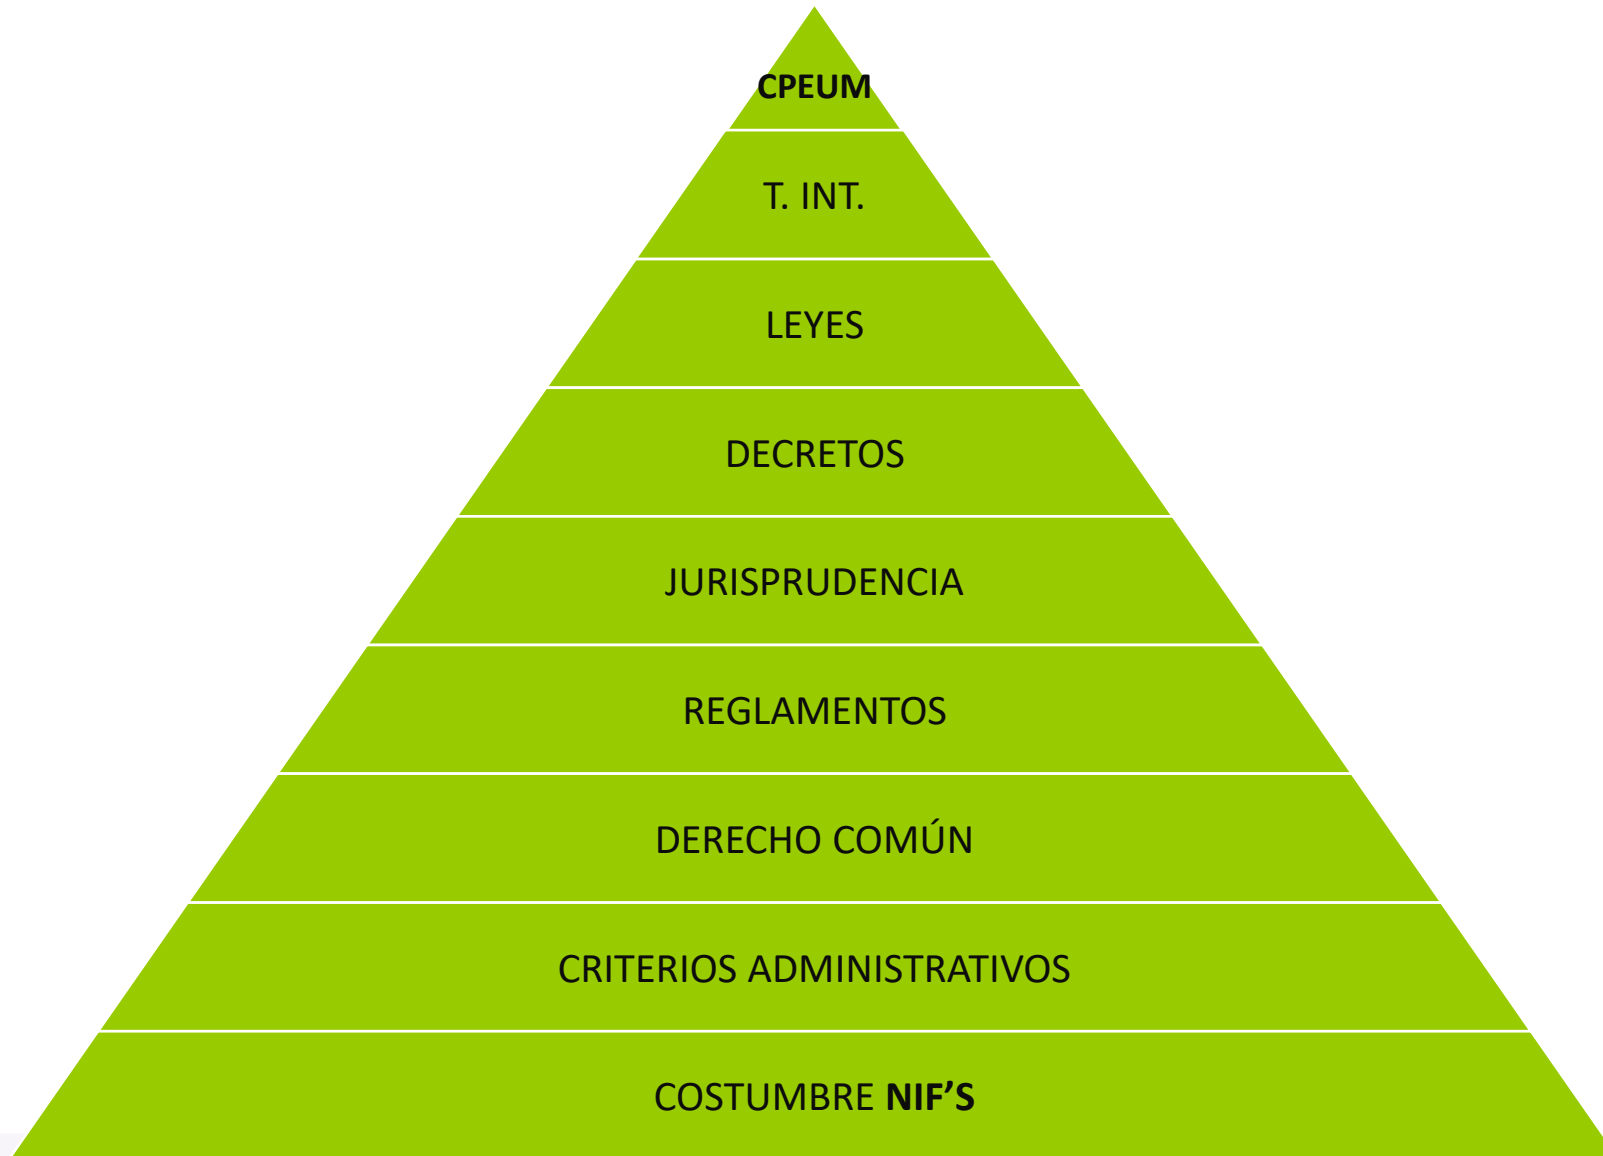 CPEUM
T. INT.
LEYES
DECRETOS
JURISPRUDENCIA
REGLAMENTOS
DERECHO COMÚN
CRITERIOS ADMINISTRATIVOS
COSTUMBRE NIF’S